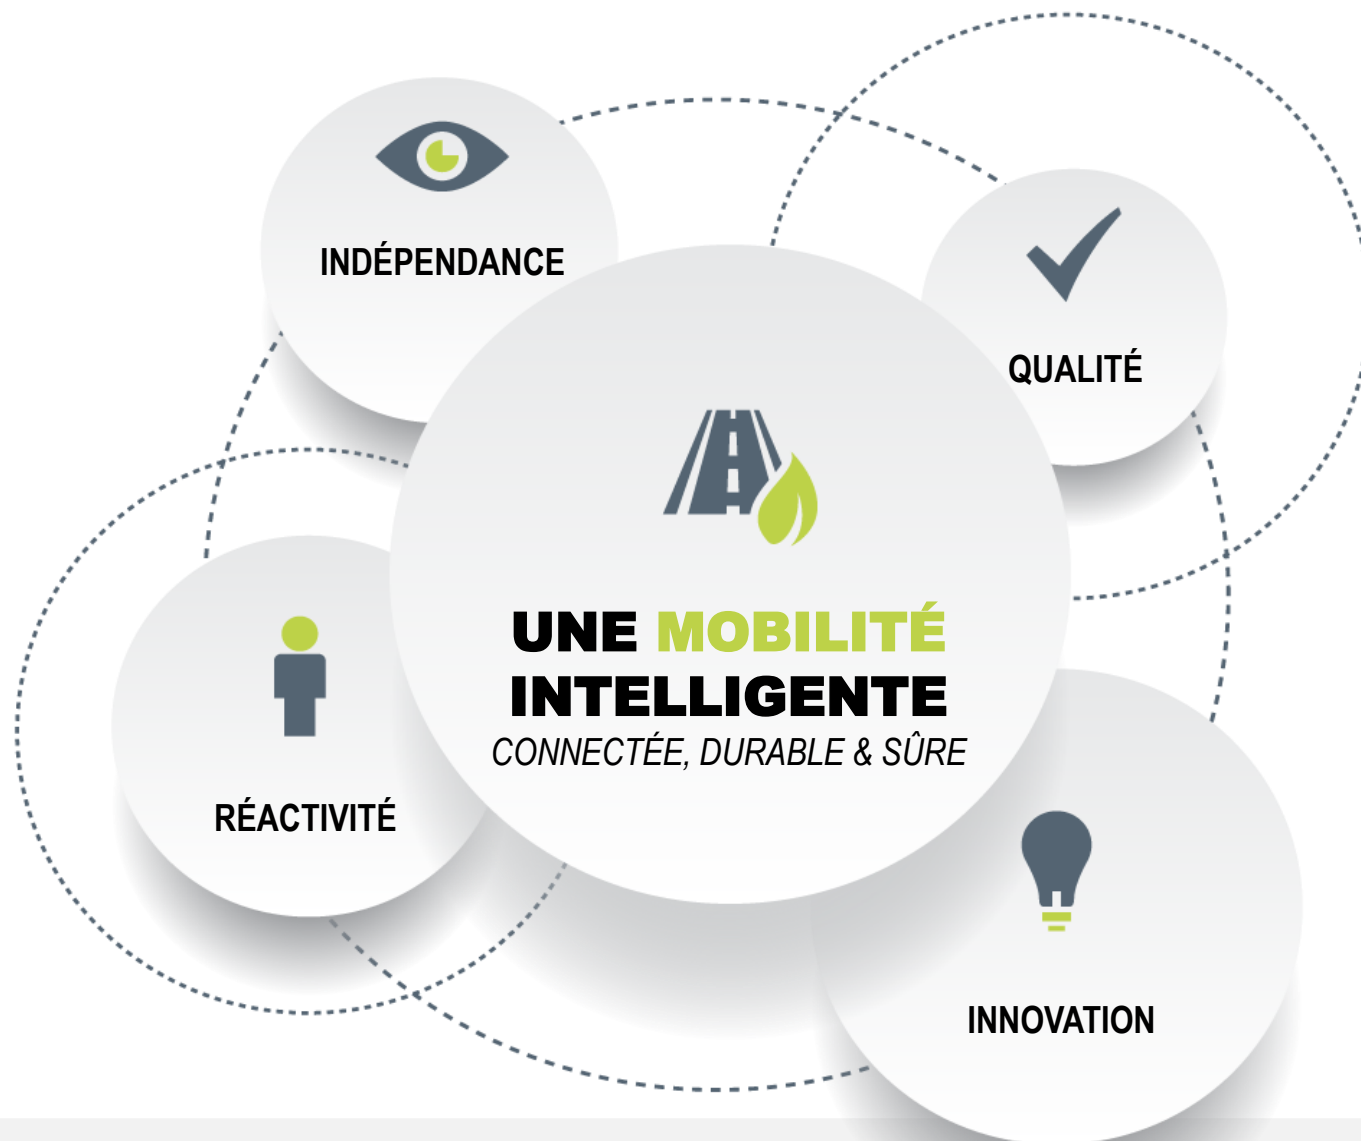 INDÉPENDANCE
QUALITÉ
UNE MOBILITÉ
INTELLIGENTE
CONNECTÉE, DURABLE & SÛRE
RÉACTIVITÉ
INNOVATION